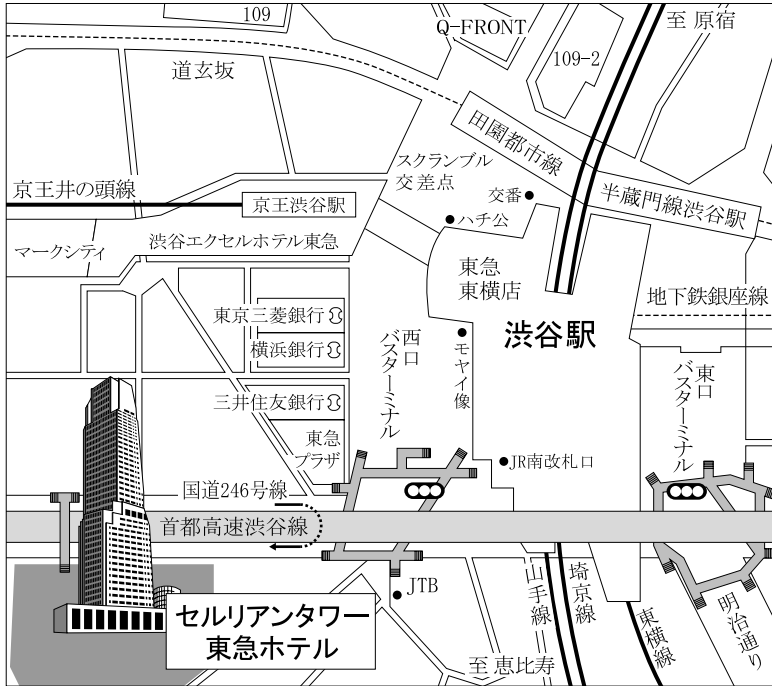 109
Q-FRONT
至 原宿
109-2
道玄坂
田園都市線
スクランブル
交差点
京王井の頭線
京王渋谷駅
交番
半蔵門線渋谷駅
ハチ公
マークシティ
渋谷エクセルホテル東急
東急
東横店
地下鉄銀座線
東京三菱銀行
渋谷駅
横浜銀行
西口
バスターミナル
モヤイ像
東口
バスターミナル
三井住友銀行
東急
プラザ
JR南改札口
国道246号線
首都高速渋谷線
JTB
山手線
埼京線
東横線
明治通り
セルリアンタワー
東急ホテル
至 恵比寿